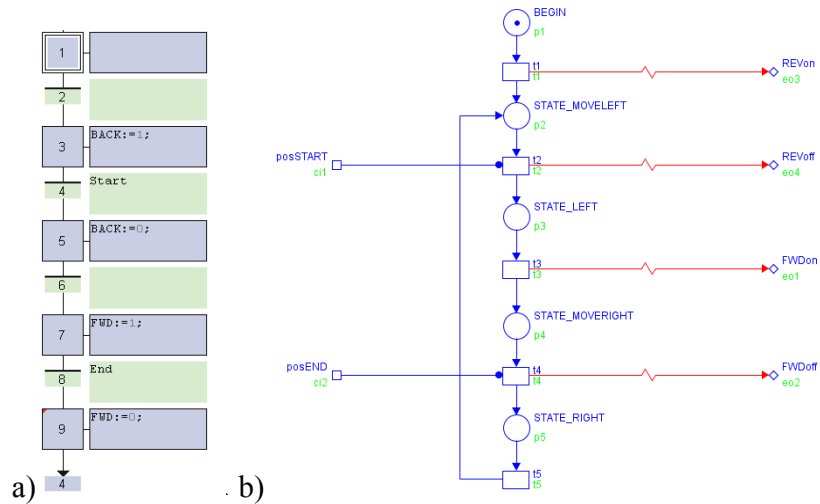 1
2
3
BACK:=1;
4
Start
5
BACK:=0;
6
7
FWD:=1;
8
End
9
FWD:=0;
4
a)
. b)
BEGIN
p1
t1
t1
REVon
eo3
STATE_MOVELEFT
p2
posSTART
ci1
t2
t2
REVoff
eo4
STATE_LEFT
p3
t3
t3
FWDon
eo1
STATE_MOVERIGHT
p4
posEND
ci2
t4
t4
FWDoff
eo2
STATE_RIGHT
p5
t5
t5